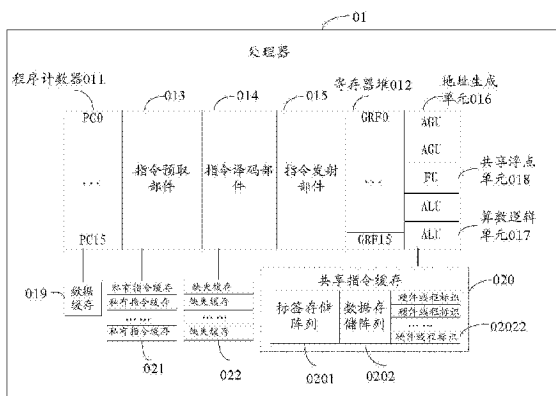 01
处理器
程序计数器011
013
014
015
寄存器堆012
地址生成
单元016
PC0
...
PC15
指令预取
部件
指令译码部
件
指令发射部件
GRF0
...
GRF15
AGU
AGU
FU
ALU
ALU
共享浮点
单元018
算数逻辑
单元017
019
数据
缓存
私有指令缓存
私有指令缓存
... ...
私有指令缓存
021
缺失缓存
缺失缓存
... ...
缺失缓存
022
共享指令缓存
标签存储
阵列
数据存
储阵列
硬件线程标识
硬件线程标识
... ...
硬件线程标识
020
02022
0201
0202